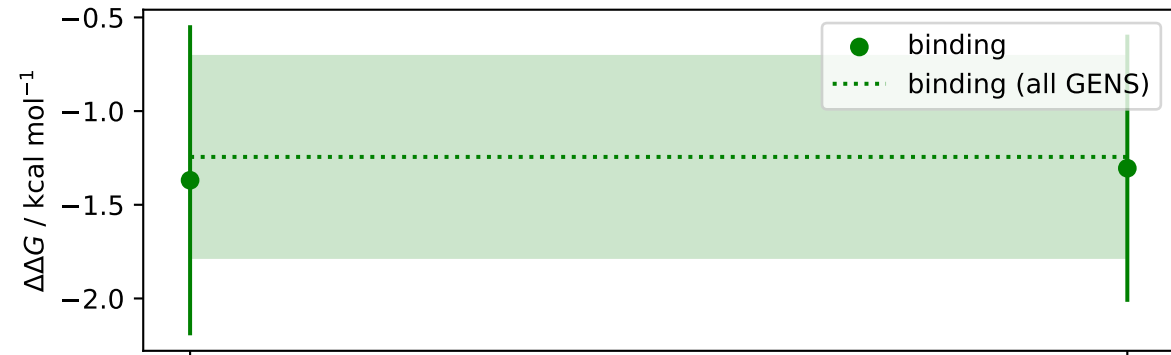 −0.5
−1.0
−1.5
−2.0
ΔΔG / kcal mol⁻¹
binding
binding (all GENS)